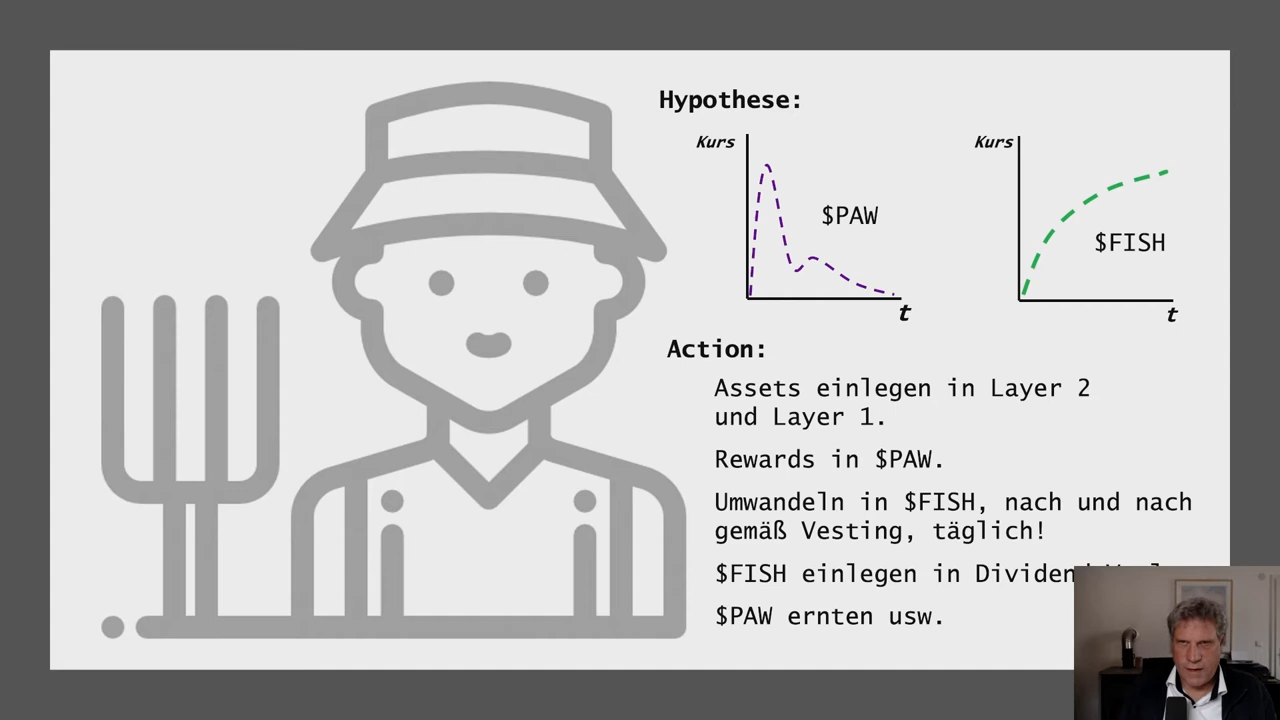 Hypothese:
Kurs
$PAW
t
Kurs
$FISH
t
Action:
Assets einlegen in Layer 2
und Layer 1.
Rewards in $PAW.
Umwandeln in $FISH, nach und nach
gemäß Vesting, täglich!
$FISH einlegen in
$PAW ernten usw.